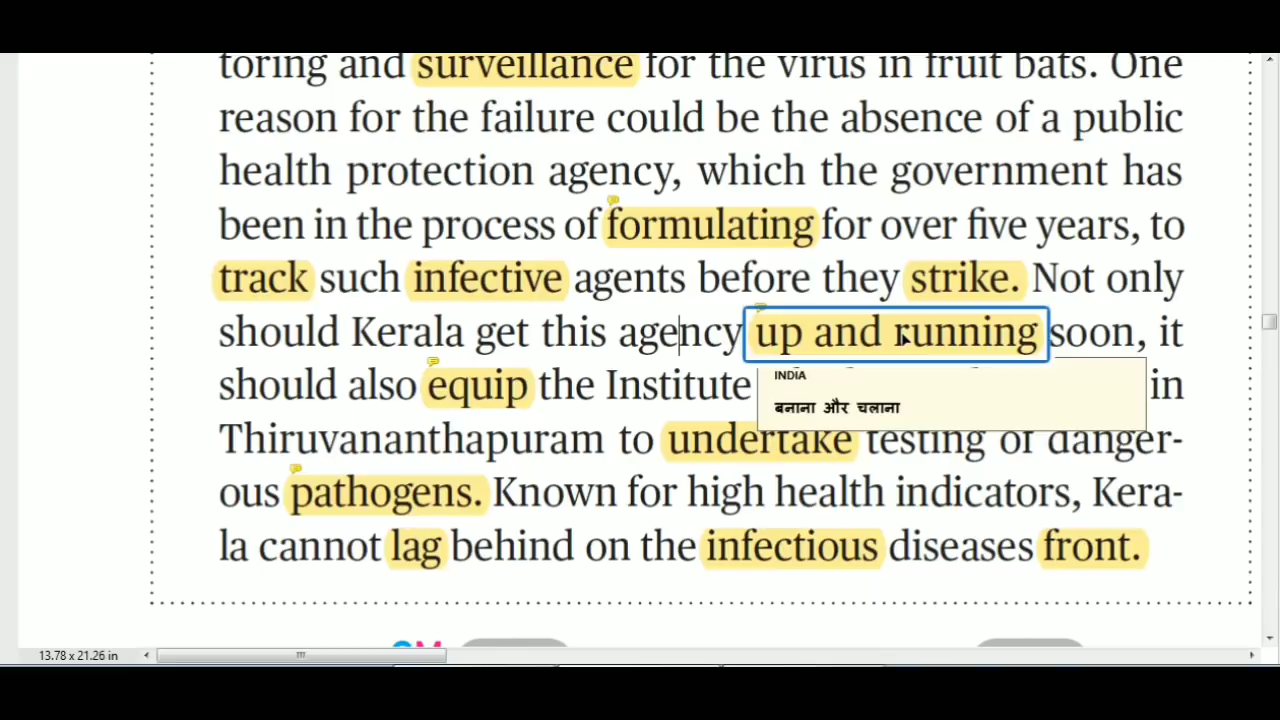 toring and surveillance for the virus in fruit bats. One
reason for the failure could be the absence of a public
health protection agency, which the government has
been in the process of formulating for over five years, to
track such infective agents before they strike. Not only
should Kerala get this agency up and running soon, it
should also equip the Institute in
INDIA
बनाना और चलाना
Thiruvananthapuram to undertake testing of danger-
ous pathogens. Known for high health indicators, Kera-
la cannot lag behind on the infectious diseases front.
13.78 x 21.26 in